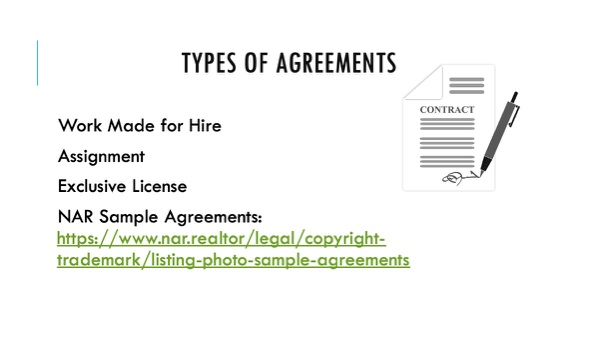 TYPES OF AGREEMENTS
CONTRACT
Work Made for Hire
Assignment
Exclusive License
NAR Sample Agreements:
https://www.nar.realtor/legal/copyright-
trademark/listing-photo-sample-agreements